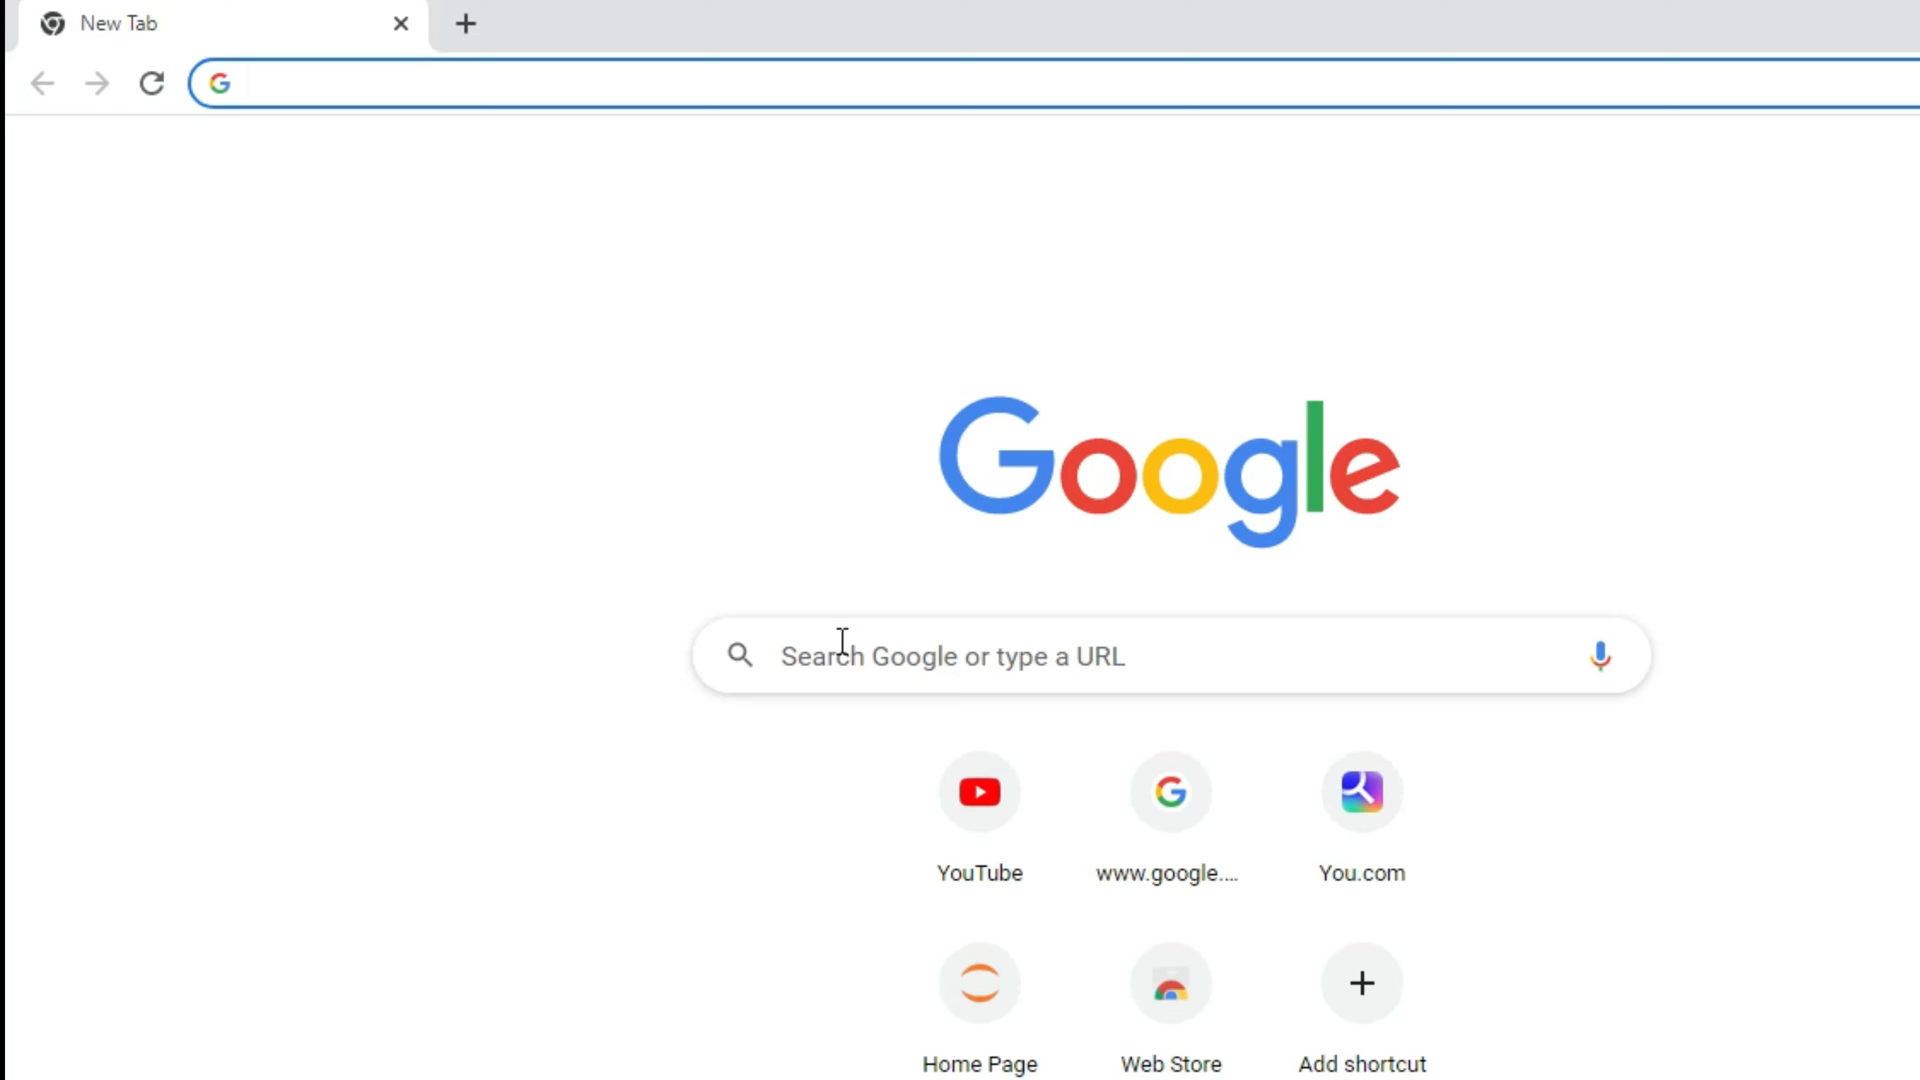 New Tab
Google
Search Google or type a URL
YouTube
www.google....
You.com
Home Page
Web Store
Add shortcut